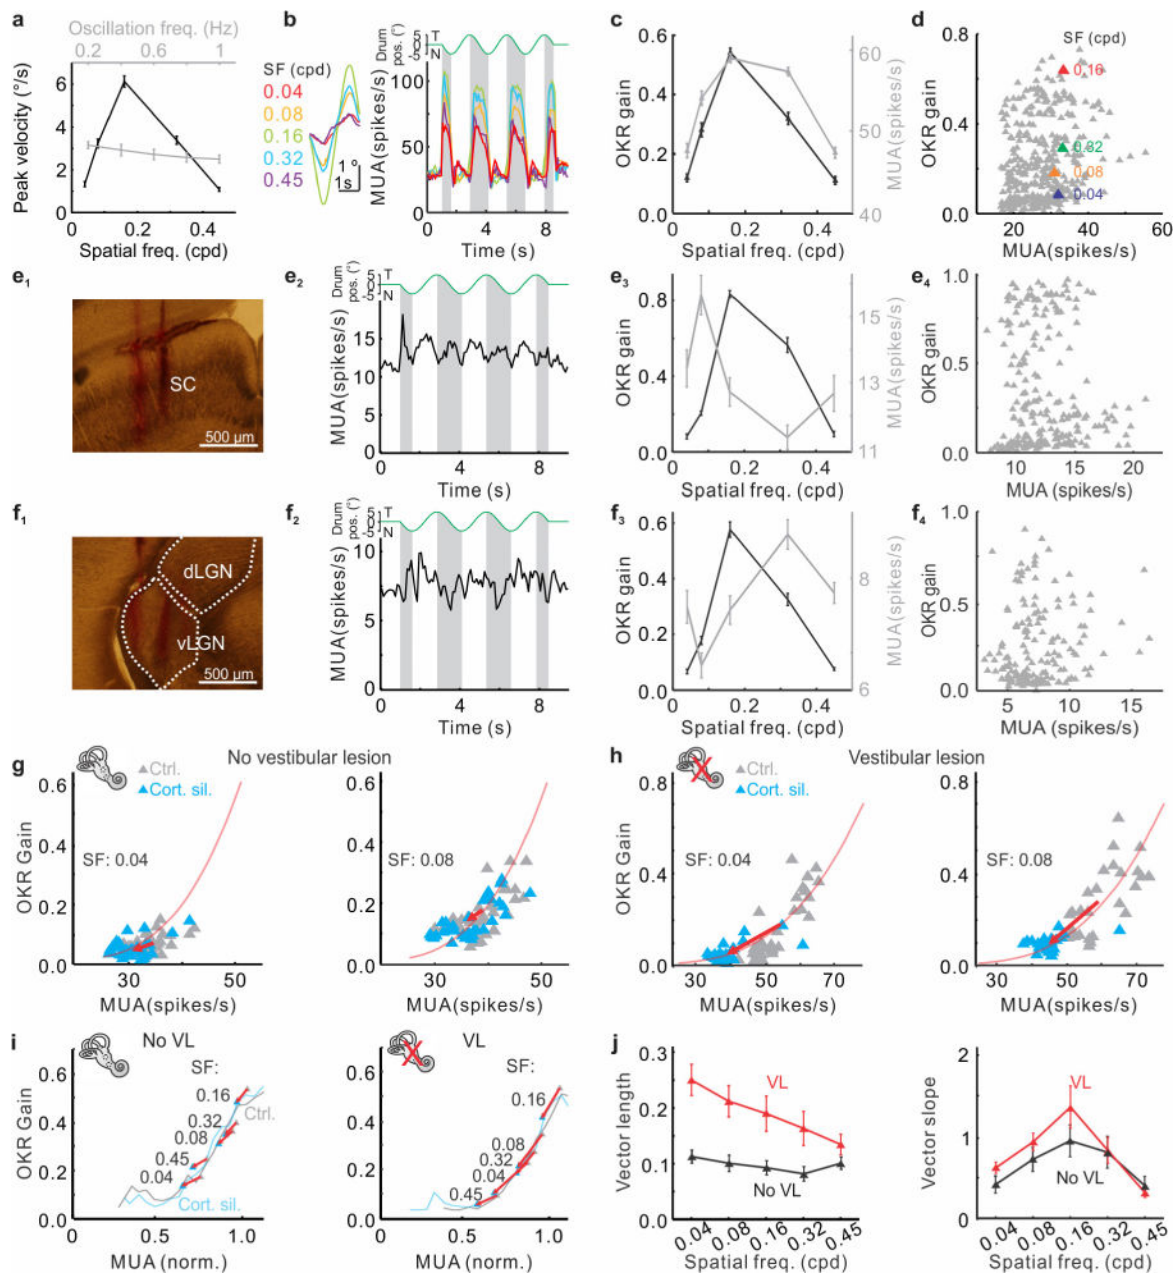 a
Oscillation freq. (Hz)
0.2 0.6 1
Peak velocity (°/s)
6
4
2
0
0 0.2 0.4
Spatial freq. (cpd)
b
SF (cpd)
0.04
0.08
0.16
0.32
0.45
1 °
1s
Drum pos. (°)
5
-5
T
N
MUA(spikes/s)
100
50
0
0 2 4 6 8
Time (s)
c
OKR gain
0.6
0.4
0.2
0.0
0 0.2 0.4
Spatial freq. (cpd)
MUA(spikes/s)
60
50
40
d
SF (cpd)
0.16
0.32
0.08
0.04
OKR gain
0.8
0.6
0.4
0.2
0.0
0 20 40 60
MUA(spikes/s)
e1
SC
500 μm
e2
Drum pos. (°)
5
-5
T
N
MUA(spikes/s)
20
15
10
5
0
0 4 8
Time (s)
e3
OKR gain
0.8
0.6
0.4
0.2
0.0
0 0.2 0.4
Spatial freq. (cpd)
MUA(spikes/s)
15
13
11
e4
OKR gain
1.0
0.5
0.0
10 15 20
MUA (spikes/s)
f1
dLGN
vLGN
500 μm
f2
Drum pos. (°)
5
-5
T
N
MUA(spikes/s)
10
5
0
0 4 8
Time (s)
f3
OKR gain
0.6
0.4
0.2
0.0
0 0.2 0.4
Spatial freq. (cpd)
MUA(spikes/s)
8
6
f4
OKR gain
1.0
0.5
0.0
5 10 15
MUA (spikes/s)
g
No vestibular lesion
Ctrl.
Cort. sil.
OKR Gain
0.6
0.4
0.2
0.0
SF: 0.04
30 50
MUA(spikes/s)
0.6
0.4
0.2
0.0
SF: 0.08
30 40 50
MUA(spikes/s)
h
Vestibular lesion
Ctrl.
Cort. sil.
OKR Gain
0.8
0.4
0.0
SF: 0.04
30 50 70
MUA(spikes/s)
0.8
0.4
0.0
SF: 0.08
30 50 70
MUA(spikes/s)
i
No VL
SF:
0.16
Ctrl.
0.32
0.08
0.45
0.04
Cort. sil.
OKR Gain
0.6
0.4
0.2
0.0
0.0 0.5 1.0
MUA (norm.)
VL
SF:
0.16
0.08
0.32
0.04
0.45
0.6
0.4
0.2
0.0
0.0 0.5 1.0
MUA (norm.)
j
Vector length
0.3
0.2
0.1
0.0
VL
No VL
0.04 0.08 0.16 0.32 0.45
Spatial freq. (cpd)
Vector slope
2
1
0
VL
No VL
0.04 0.08 0.16 0.32 0.45
Spatial freq. (cpd)